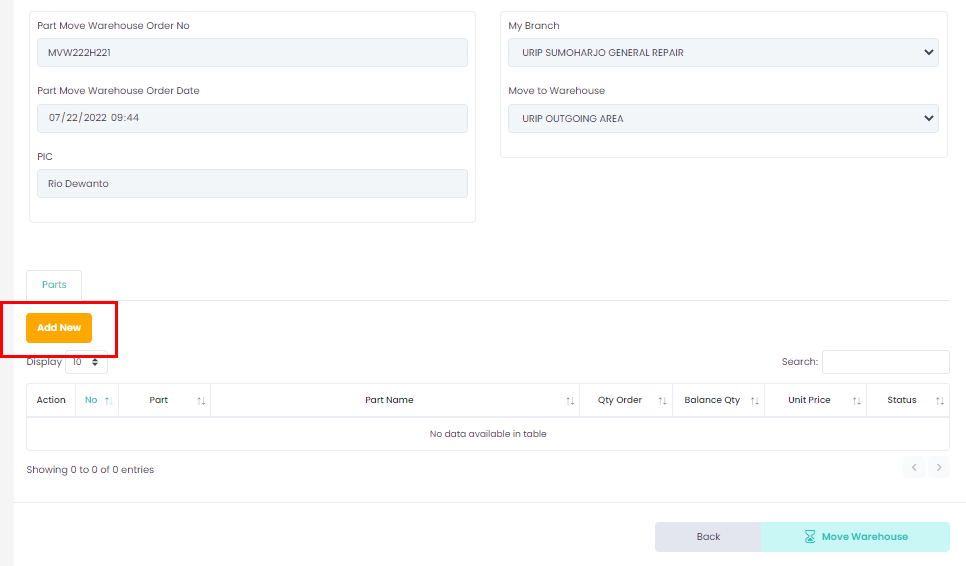 Part Move Warehouse Order No
MVW222H221
Part Move Warehouse Order Date
07/22/2022 09:44
PIC
Rio Dewanto
My Branch
URIP SUMOHARJO GENERAL REPAIR
Move to Warehouse
URIP OUTGOING AREA
Parts
Add New
Display 10
Search:
Action No Part Part Name Qty Order Balance Qty Unit Price Status
No data available in table
Showing 0 to 0 of 0 entries
Back
Move Warehouse